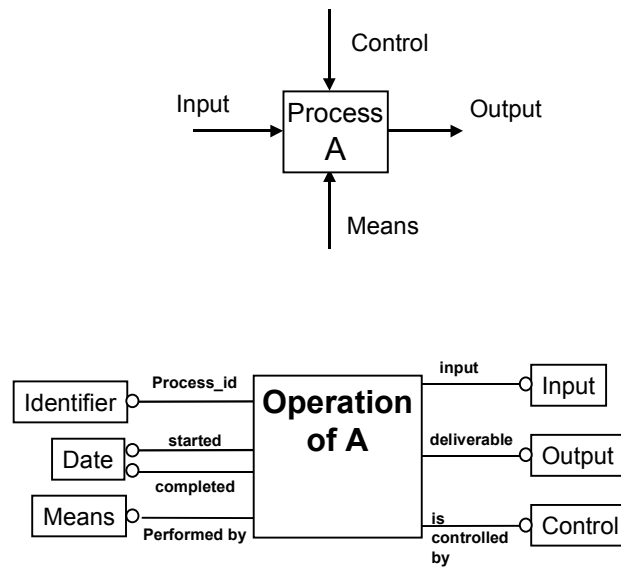 Control
Input
Process
A
Output
Means
Process_id
Identifier
started
Date
completed
Means
Performed by
Operation
of A
input
Input
deliverable
Output
is
controlled
by
Control